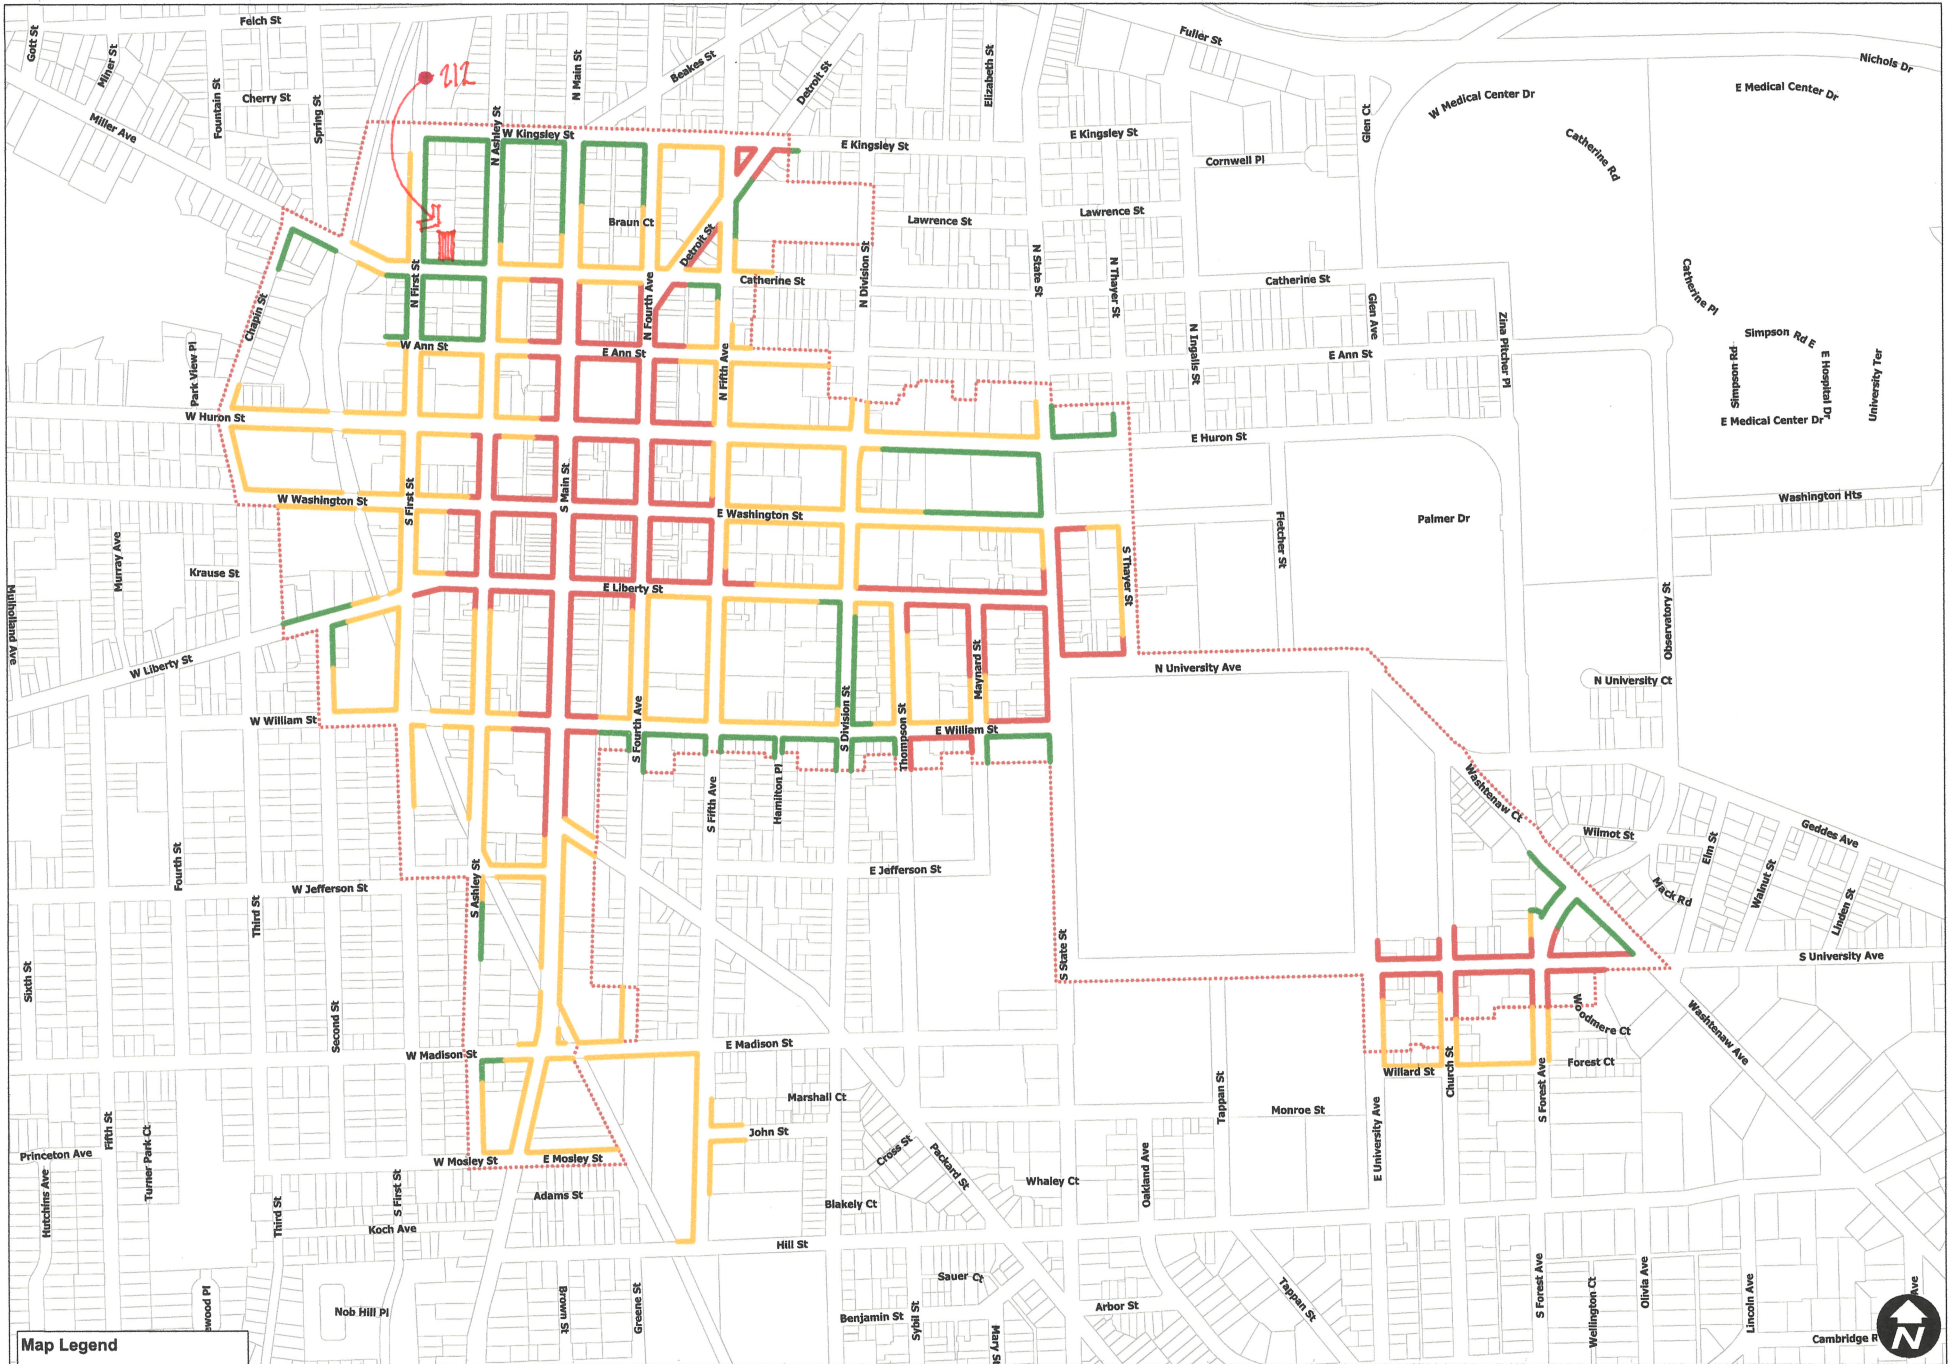 Felch St
Gott St
Miner St
Fountain St
Cherry St
Spring St
Miller Ave
212
N Ashley St
N Main St
Beakes St
Detroit St
Elizabeth St
Fuller St
Nichols Dr
W Medical Center Dr
E Medical Center Dr
Glen Ct
Catherine Rd
W Kingsley St
E Kingsley St
E Kingsley St
Cornwell Pl
Braun Ct
Detroit St
Lawrence St
Lawrence St
N First St
N Fourth Ave
Catherine St
N Division St
N State St
N Thayer St
Catherine St
Catherine Pl
Chapin St
Park View Pl
W Ann St
E Ann St
N Fifth Ave
N Ingalls St
Glen Ave
E Ann St
Zina Pitcher Pl
Simpson Rd E
Simpson Rd
E Hospital Dr
University Ter
E Medical Center Dr
W Huron St
E Huron St
S Main St
S First St
W Washington St
E Washington St
Fletcher St
Palmer Dr
Washington Hts
Murray Ave
Krause St
Mulholland Ave
E Liberty St
S Thayer St
Observatory St
W Liberty St
Maynard St
N University Ave
N University Ct
W William St
S Fourth Ave
S Division St
Thompson St
E William St
S Fifth Ave
Hamilton Pl
Washtenaw Ct
Wilmot St
Geddes Ave
Elm St
Walnut St
Linden St
Mack Rd
Fourth St
W Jefferson St
S Ashley St
E Jefferson St
Third St
S State St
S University Ave
Sixth St
Second St
W Madison St
E Madison St
Woodmere Ct
Washtenaw Ave
Willard St
Church St
Forest Ct
S Forest Ave
Marshall Ct
Tappan St
Monroe St
E University Ave
Fifth St
Turner Park Ct
John St
Cross St
Packard St
Oakland Ave
Princeton Ave
Hutchins Ave
W Mosley St
E Mosley St
Whaley Ct
Adams St
Blakely Ct
Third St
S First St
Koch Ave
Hill St
Sauer Ct
Tappan St
S Forest Ave
Wellington Ct
Olivia Ave
Lincoln Ave
Ave
ewood Pl
Nob Hill Pl
Brown St
Greene St
Benjamin St
Sybil St
Mary St
Arbor St
Cambridge R
Map Legend
N